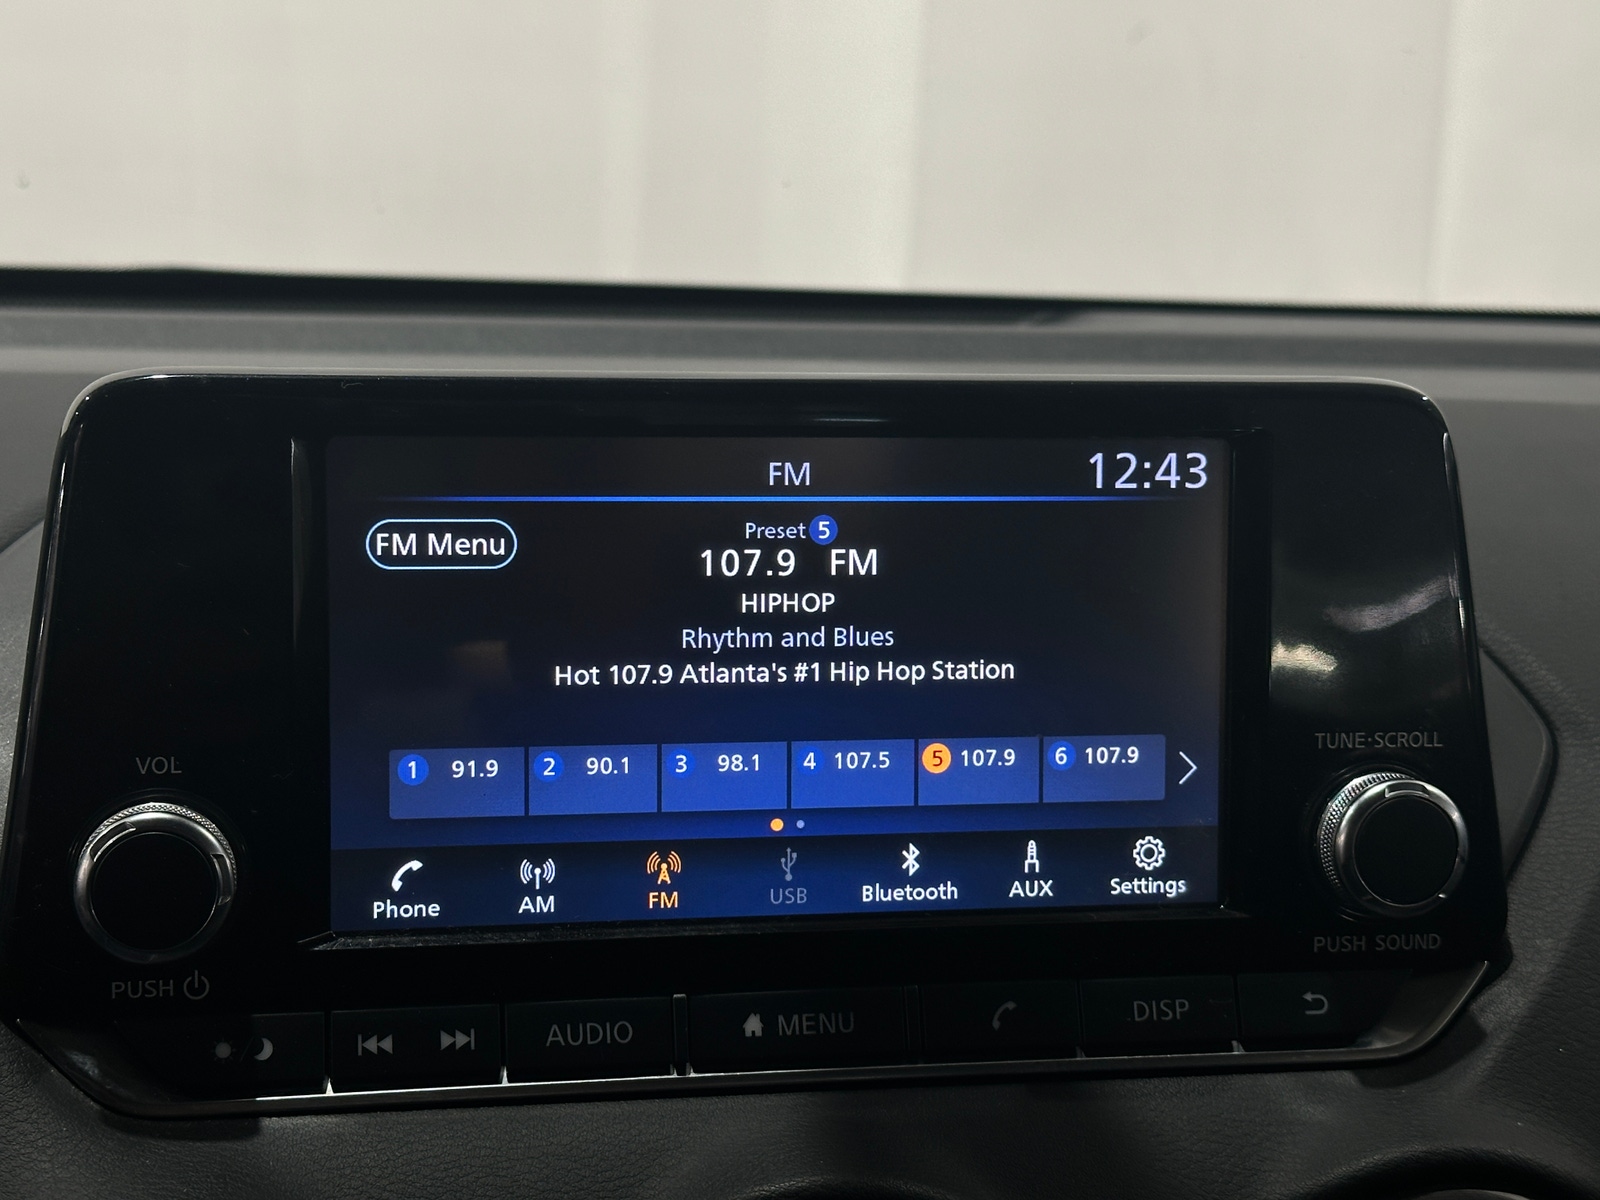 FM
12:43
FM Menu
Preset 5
107.9 FM
HIPHOP
Rhythm and Blues
Hot 107.9 Atlanta's #1 Hip Hop Station
1 91.9 2 90.1 3 98.1 4 107.5 5 107.9 6 107.9
Phone AM FM USB Bluetooth AUX Settings
VOL
PUSH
TUNE·SCROLL
PUSH SOUND
AUDIO MENU DISP